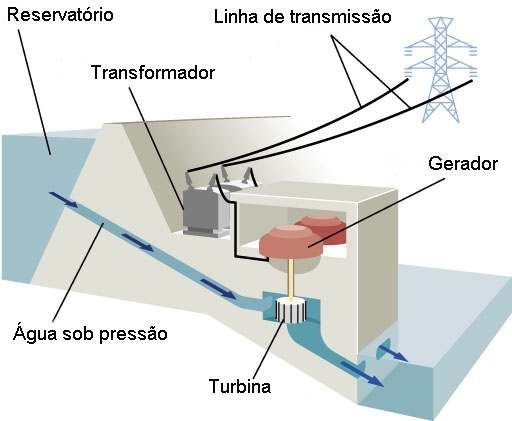 Reservatório
Linha de transmissão
Transformador
Gerador
Água sob pressão
Turbina